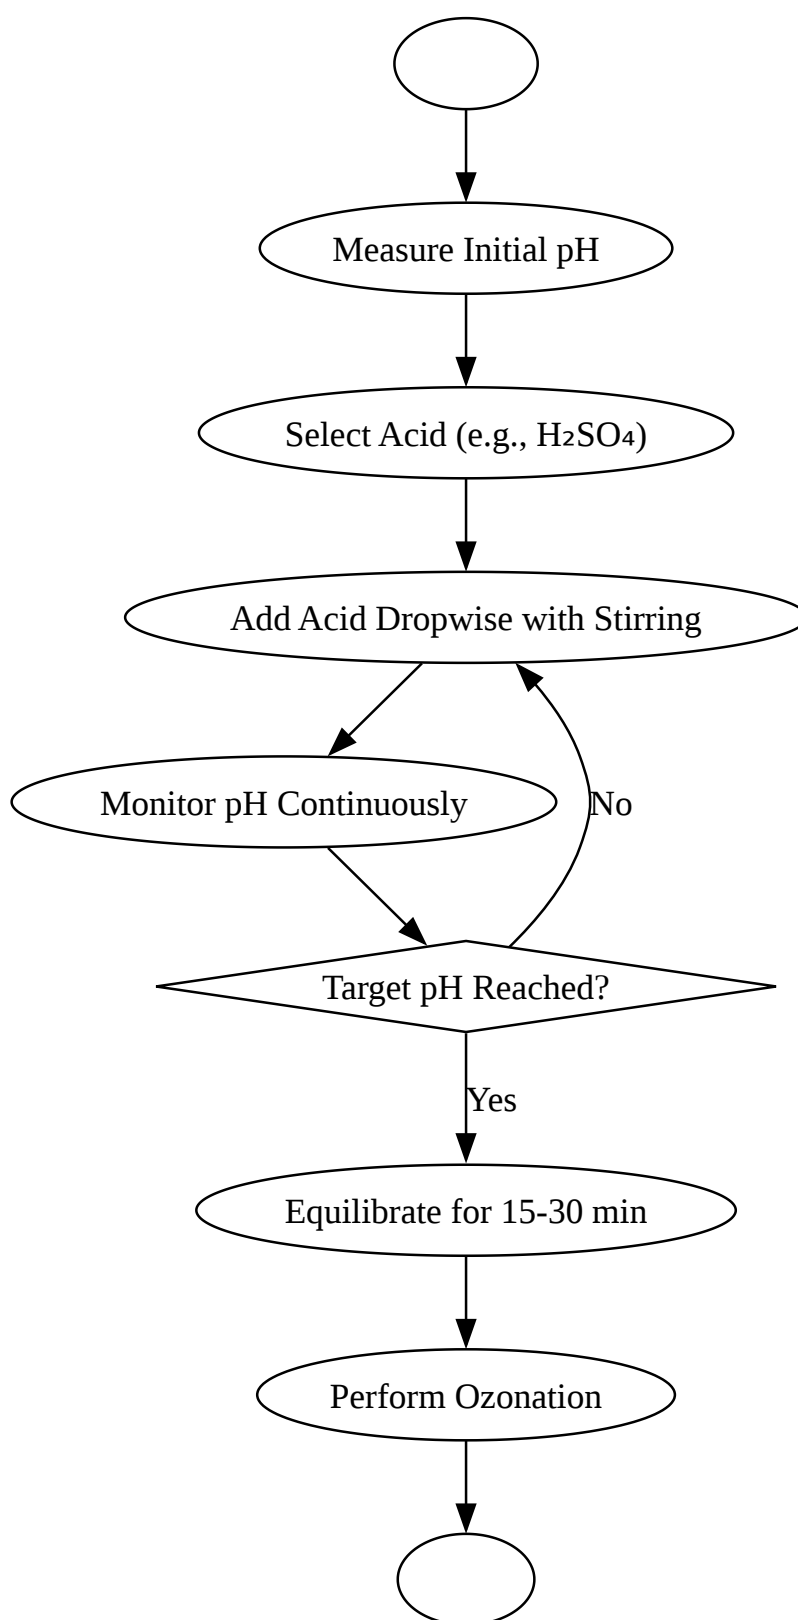 Measure Initial pH
Select Acid (e.g., H₂SO₄)
Add Acid Dropwise with Stirring
Monitor pH Continuously
No
Target pH Reached?
Yes
Equilibrate for 15-30 min
Perform Ozonation